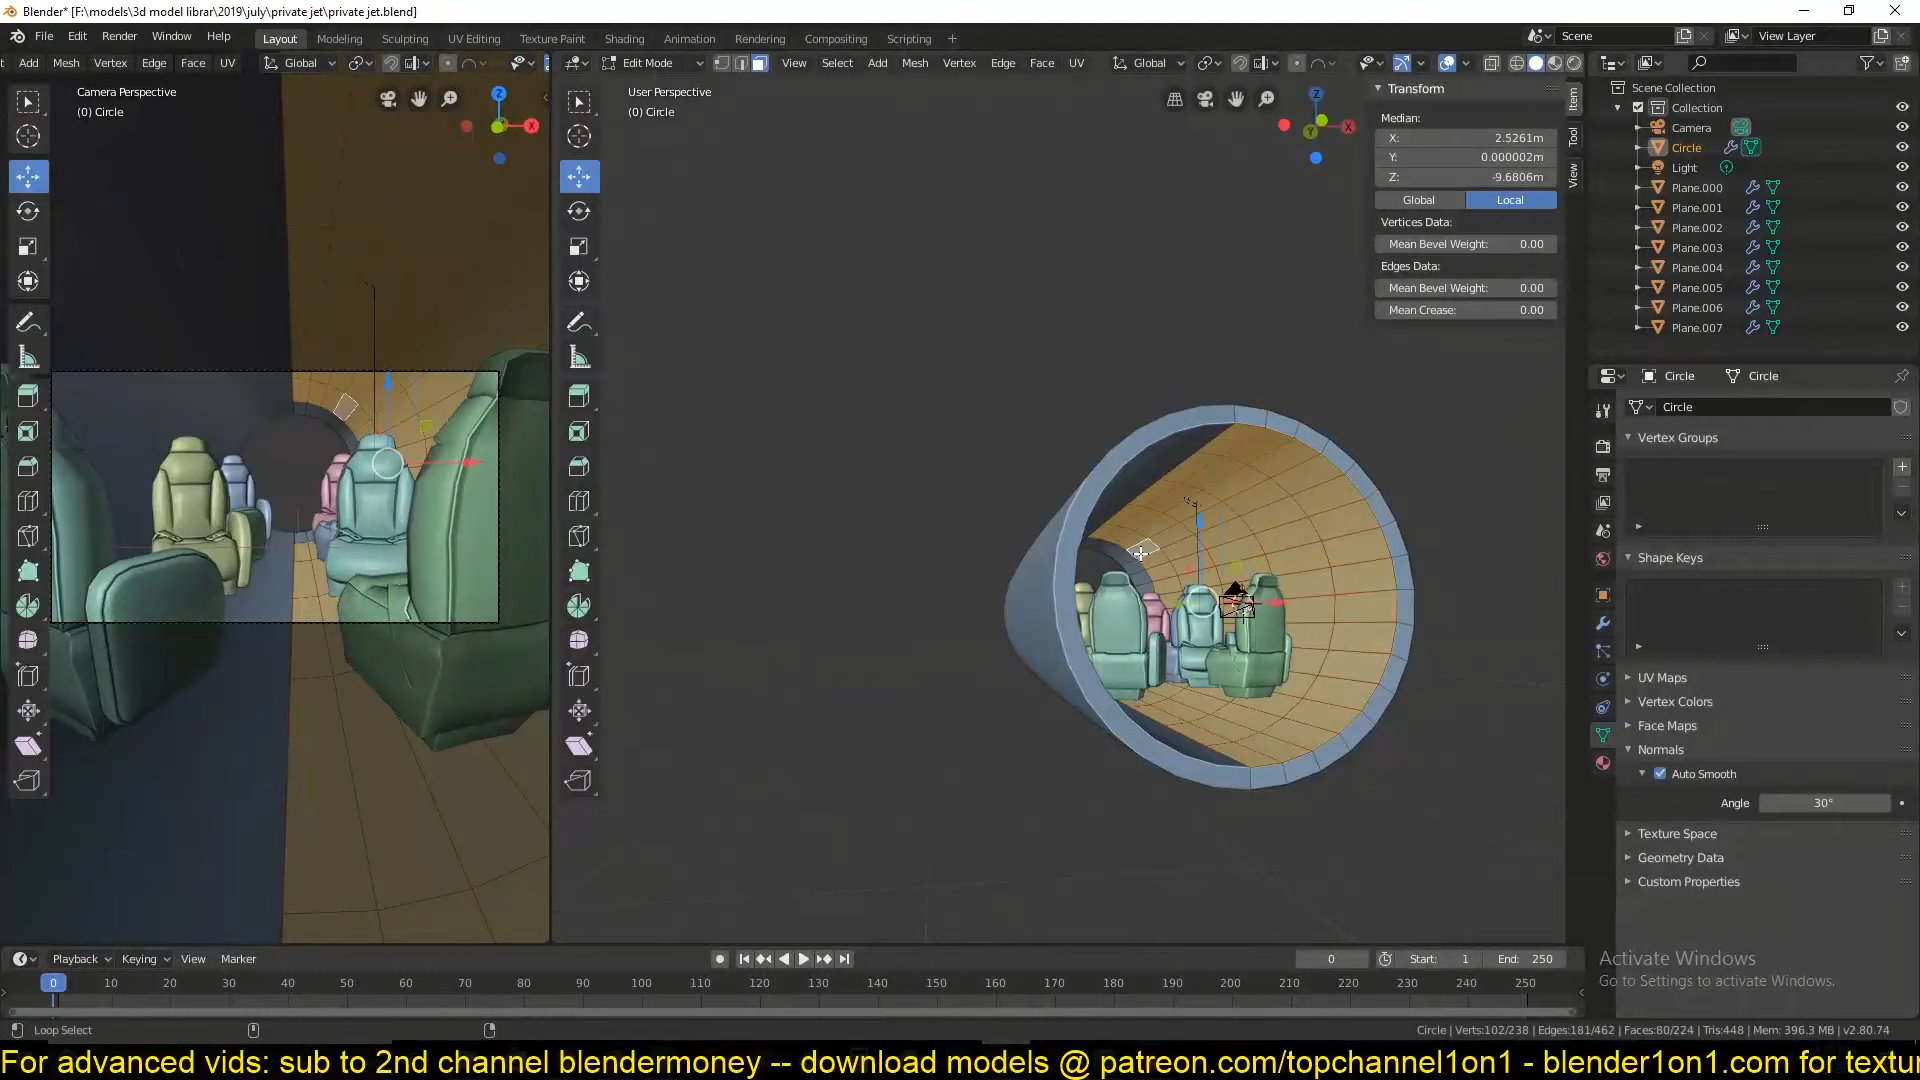 Blender* [F:\models\3d model librar\2019\july\private jet\private jet.blend]
File Edit Render Window Help
Layout Modeling Sculpting UV Editing Texture Paint Shading Animation Rendering Compositing Scripting +
Scene
View Layer
Add Mesh Vertex Edge Face UV Global
Edit Mode View Select Add Mesh Vertex Edge Face UV Global
Camera Perspective
(0) Circle
User Perspective
(0) Circle
Z
X
Z
X
Y
Transform
Median:
X: 2.5261m
Y: 0.000002m
Z: -9.6806m
Global Local
Vertices Data:
Mean Bevel Weight: 0.00
Edges Data:
Mean Bevel Weight: 0.00
Mean Crease: 0.00
Item
Tool
View
Scene Collection
Collection
Camera
Circle
Light
Plane.000
Plane.001
Plane.002
Plane.003
Plane.004
Plane.005
Plane.006
Plane.007
Circle Circle
Circle
Vertex Groups
Shape Keys
UV Maps
Vertex Colors
Face Maps
Normals
Auto Smooth
Angle 30°
Texture Space
Geometry Data
Custom Properties
Activate Windows
Go to Settings to activate Windows.
Playback Keying View Marker
0 Start: 1 End: 250
0 10 20 30 40 50 60 70 80 90 100 110 120 130 140 150 160 170 180 190 200 210 220 230 240 250
Loop Select
Circle | Verts:102/238 | Edges:181/462 | Faces:80/224 | Tris:448 | Mem: 396.3 MB | v2.80.74
For advanced vids: sub to 2nd channel blendermoney -- download models @ patreon.com/topchannel1on1 - blender1on1.com for textur